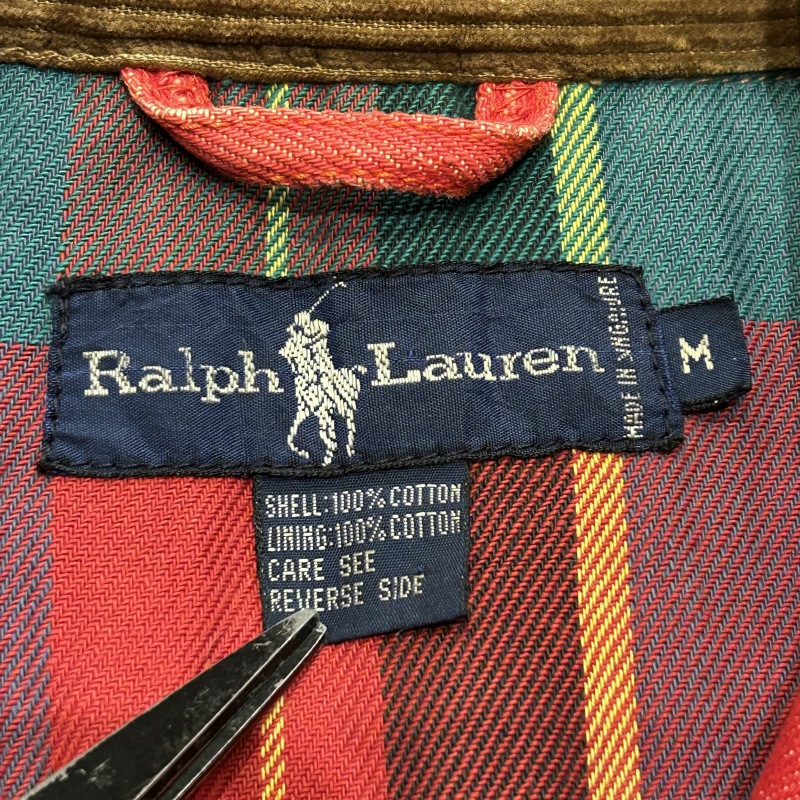 Ralph Lauren
MADE IN SINGAPORE
M
SHELL:100% COTTON
LINING:100% COTTON
CARE SEE
REVERSE SIDE